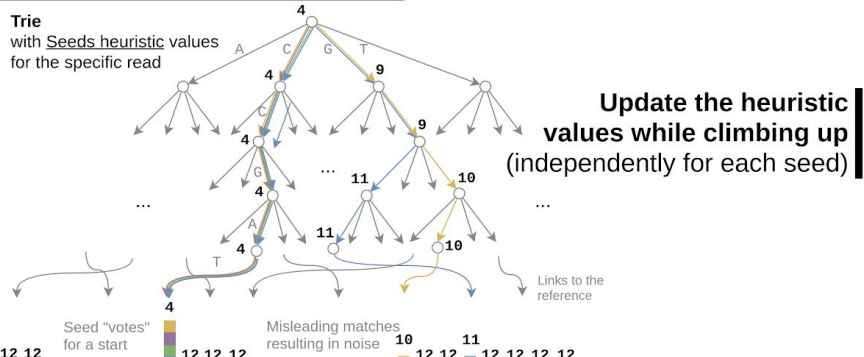 Trie
with Seeds heuristic values
for the specific read
4
A
C
G
T
4
9
C
4
9
Update the heuristic
values while climbing up
(independently for each seed)
G
...
4
11
10
...
...
A
4
11
10
T
Links to the
reference
4
Seed "votes"
for a start
Misleading matches
resulting in noise
10
11
12 12
12 12 12
12 12
12 12 12 12